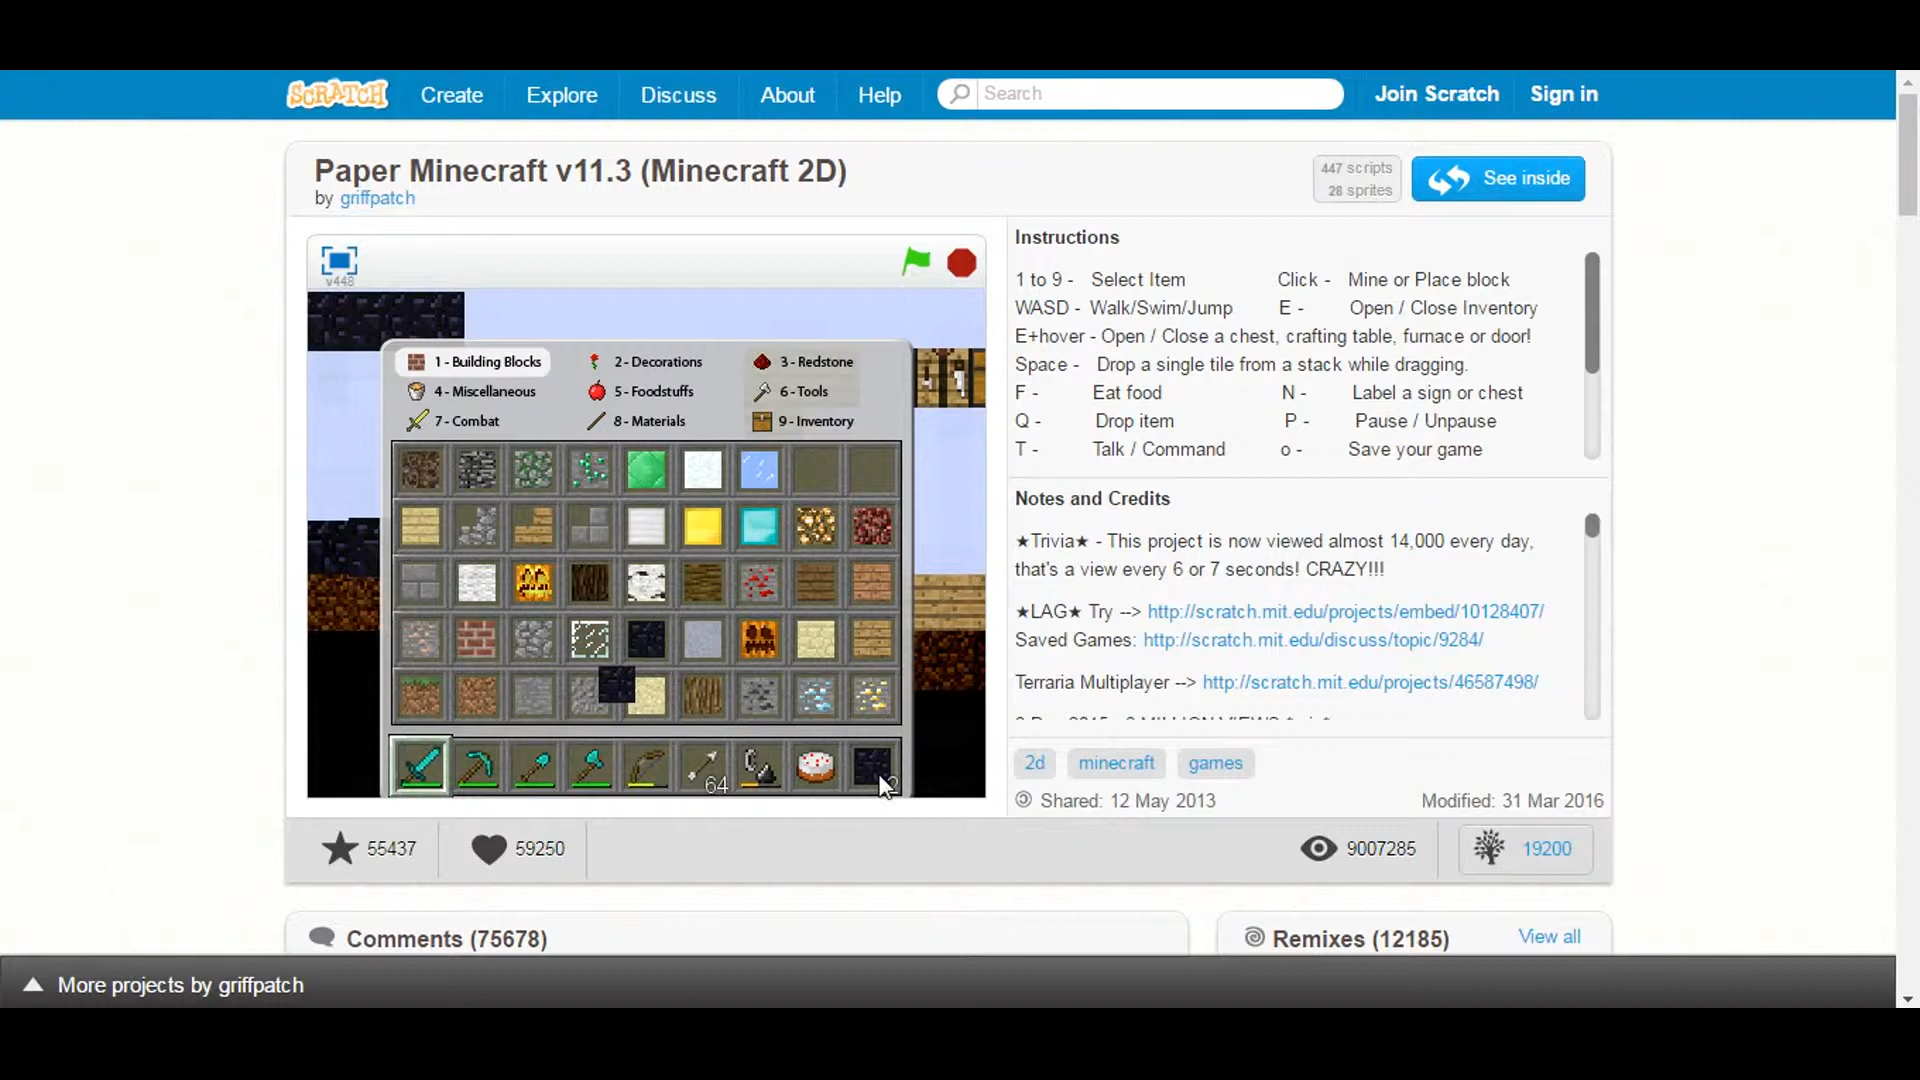 SCRATCH Create Explore Discuss About Help Search Join Scratch Sign in
Paper Minecraft v11.3 (Minecraft 2D)
by griffpatch
447 scripts
28 sprites
See inside
v448
1 - Building Blocks 2 - Decorations 3 - Redstone
4 - Miscellaneous 5 - Foodstuffs 6 - Tools
7 - Combat 8 - Materials 9 - Inventory
64
Instructions
1 to 9 - Select Item Click - Mine or Place block
WASD - Walk/Swim/Jump E - Open / Close Inventory
E+hover - Open / Close a chest, crafting table, furnace or door!
Space - Drop a single tile from a stack while dragging.
F - Eat food N - Label a sign or chest
Q - Drop item P - Pause / Unpause
T - Talk / Command o - Save your game
Notes and Credits
★Trivia★ - This project is now viewed almost 14,000 every day,
that's a view every 6 or 7 seconds! CRAZY!!!
★LAG★ Try --> http://scratch.mit.edu/projects/embed/10128407/
Saved Games: http://scratch.mit.edu/discuss/topic/9284/
Terraria Multiplayer --> http://scratch.mit.edu/projects/46587498/
2d minecraft games
Shared: 12 May 2013 Modified: 31 Mar 2016
55437 59250 9007285 19200
Comments (75678)
Remixes (12185) View all
More projects by griffpatch